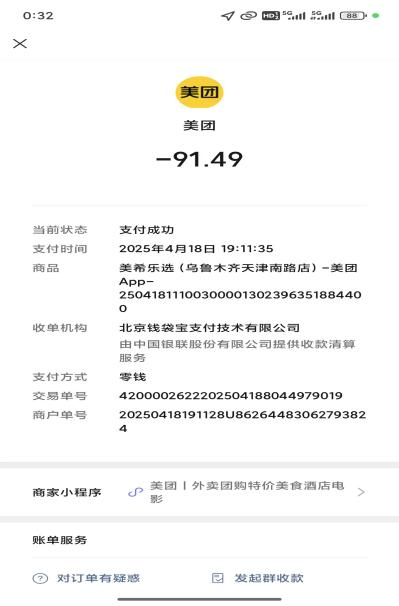 0:32
HD 5G 5G 88
美团
美团
-91.49
当前状态 支付成功
支付时间 2025年4月18日 19:11:35
商品 美希乐选（乌鲁木齐天津南路店）-美团
App-
2504181110030000130239635188440
0
收单机构 北京钱袋宝支付技术有限公司
由中国银联股份有限公司提供收款清算
服务
支付方式 零钱
交易单号 4200002622202504188044979019
商户单号 20250418191128U8626448306279382
4
商家小程序 美团丨外卖团购特价美食酒店电
影
账单服务
对订单有疑惑 发起群收款